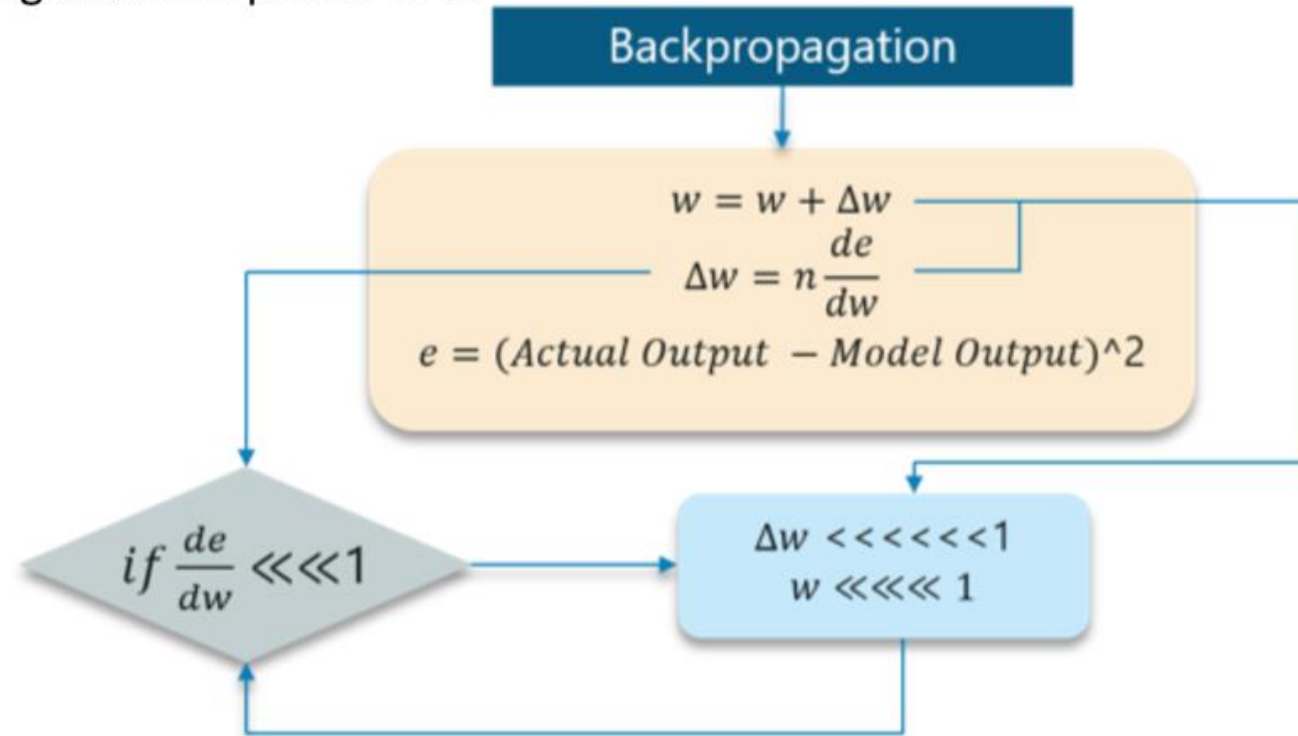 Backpropagation
w = w + Δw
Δw = n de/dw
e = (Actual Output − Model Output)^2
if de/dw ⋘1
Δw <<<<<<1
w ⋘≪ 1